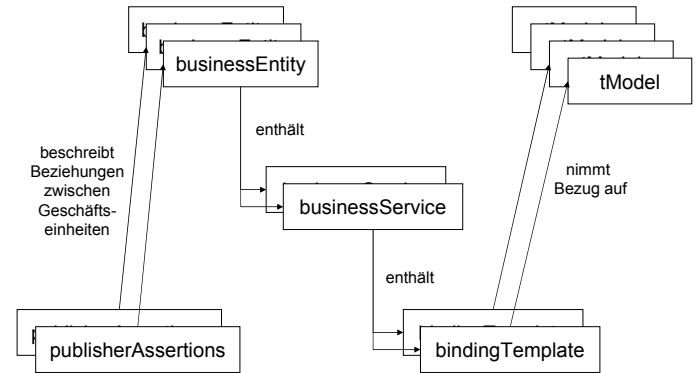 businessEntity
tModel
enthält
beschreibt
Beziehungen
zwischen
Geschäfts-
einheiten
nimmt
Bezug auf
businessService
enthält
publisherAssertions
bindingTemplate